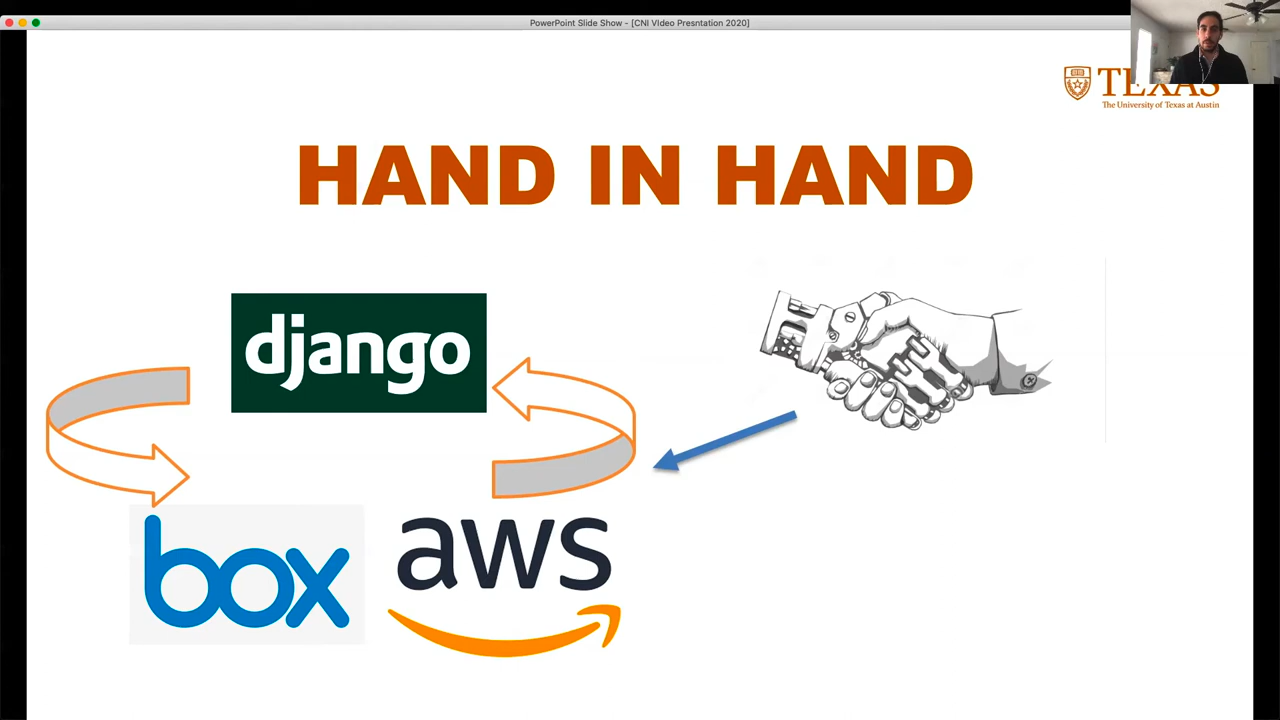 PowerPoint Slide Show - [CNI VIdeo Presntation 2020]
TEXAS
The University of Texas at Austin
HAND IN HAND
django
box
aws